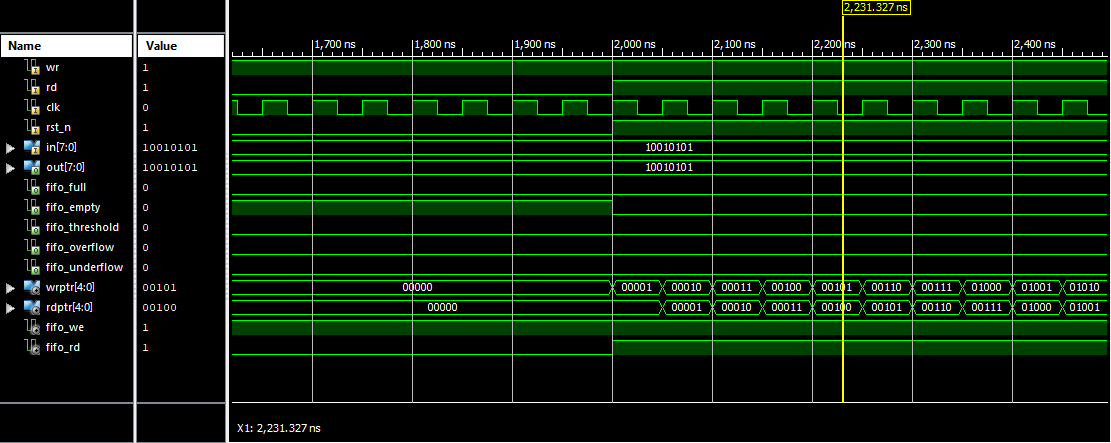 2,231.327 ns
Name Value 1,700 ns 1,800 ns 1,900 ns 2,000 ns 2,100 ns 2,200 ns 2,300 ns 2,400 ns
wr 1
rd 1
clk 0
rst_n 1
in[7:0] 10010101 10010101
out[7:0] 10010101 10010101
fifo_full 0
fifo_empty 0
fifo_threshold 0
fifo_overflow 0
fifo_underflow 0
wrptr[4:0] 00101 00000 00001 00010 00011 00100 00101 00110 00111 01000 01001 01010
rdptr[4:0] 00100 00000 00001 00010 00011 00100 00101 00110 00111 01000 01001
fifo_we 1
fifo_rd 1
X1: 2,231.327 ns